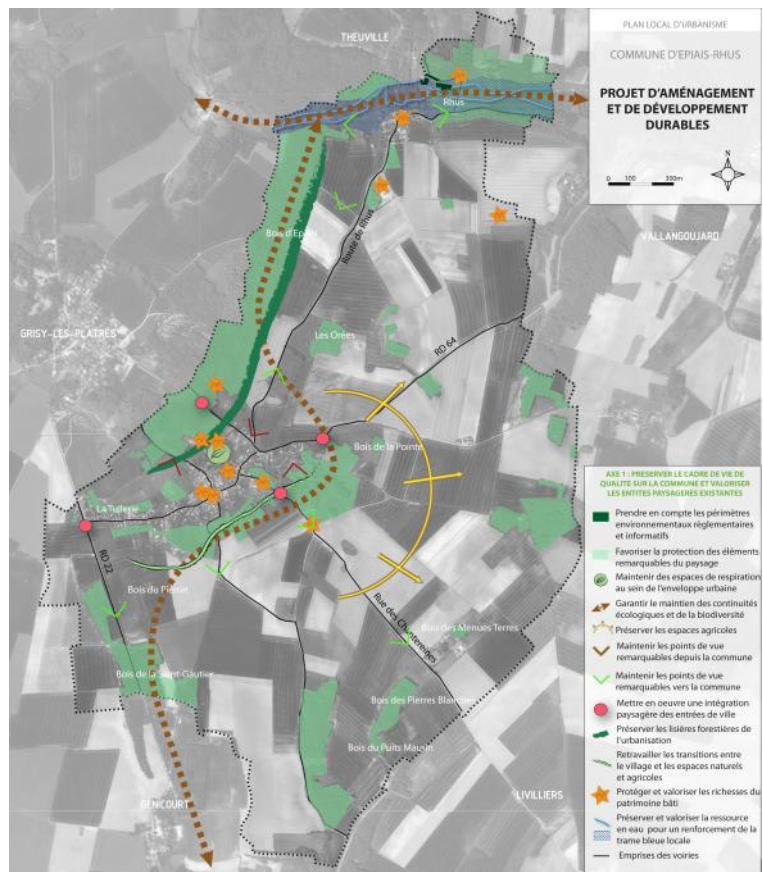 PLAN LOCAL D'URBANISME
COMMUNE D'EPIAIS-RHUS
PROJET D'AMÉNAGEMENT
ET DE DÉVELOPPEMENT
DURABLES
0 100 300m
N
THEUVILLE
Rhus
VALLANGOUJARD
Bois d'Epiais
Route de Rhus
GRISY-LES-PLÂTRES
Les Orées
RD 64
Bois de la Pointe
La Tuilerie
RD 22
Bois du Pierrat
Rue des Chantereines
Bois des Menues Terres
Bois de la Saint-Gautier
Bois des Pierres Blanches
Bois du Puits Mausin
GENICOURT
LIVILLIERS
AXE 1 : PRESERVER LE CADRE DE VIE DE
QUALITE SUR LA COMMUNE ET VALORISER
LES ENTITES PAYSAGERES EXISTANTES
Prendre en compte les périmètres
environnementaux règlementaires
et informatifs
Favoriser la protection des éléments
remarquables du paysage
Maintenir des espaces de respiration
au sein de l'enveloppe urbaine
Garantir le maintien des continuités
écologiques et de la biodiversité
Préserver les espaces agricoles
Maintenir les points de vue
remarquables depuis la commune
Maintenir les points de vue
remarquables vers la commune
Mettre en oeuvre une intégration
paysagère des entrées de ville
Préserver les lisières forestières de
l'urbanisation
Retravailler les transitions entre
le village et les espaces naturels
et agricoles
Protéger et valoriser les richesses du
patrimoine bâti
Préserver et valoriser la ressource
en eau pour un renforcement de la
trame bleue locale
Emprises des voiries